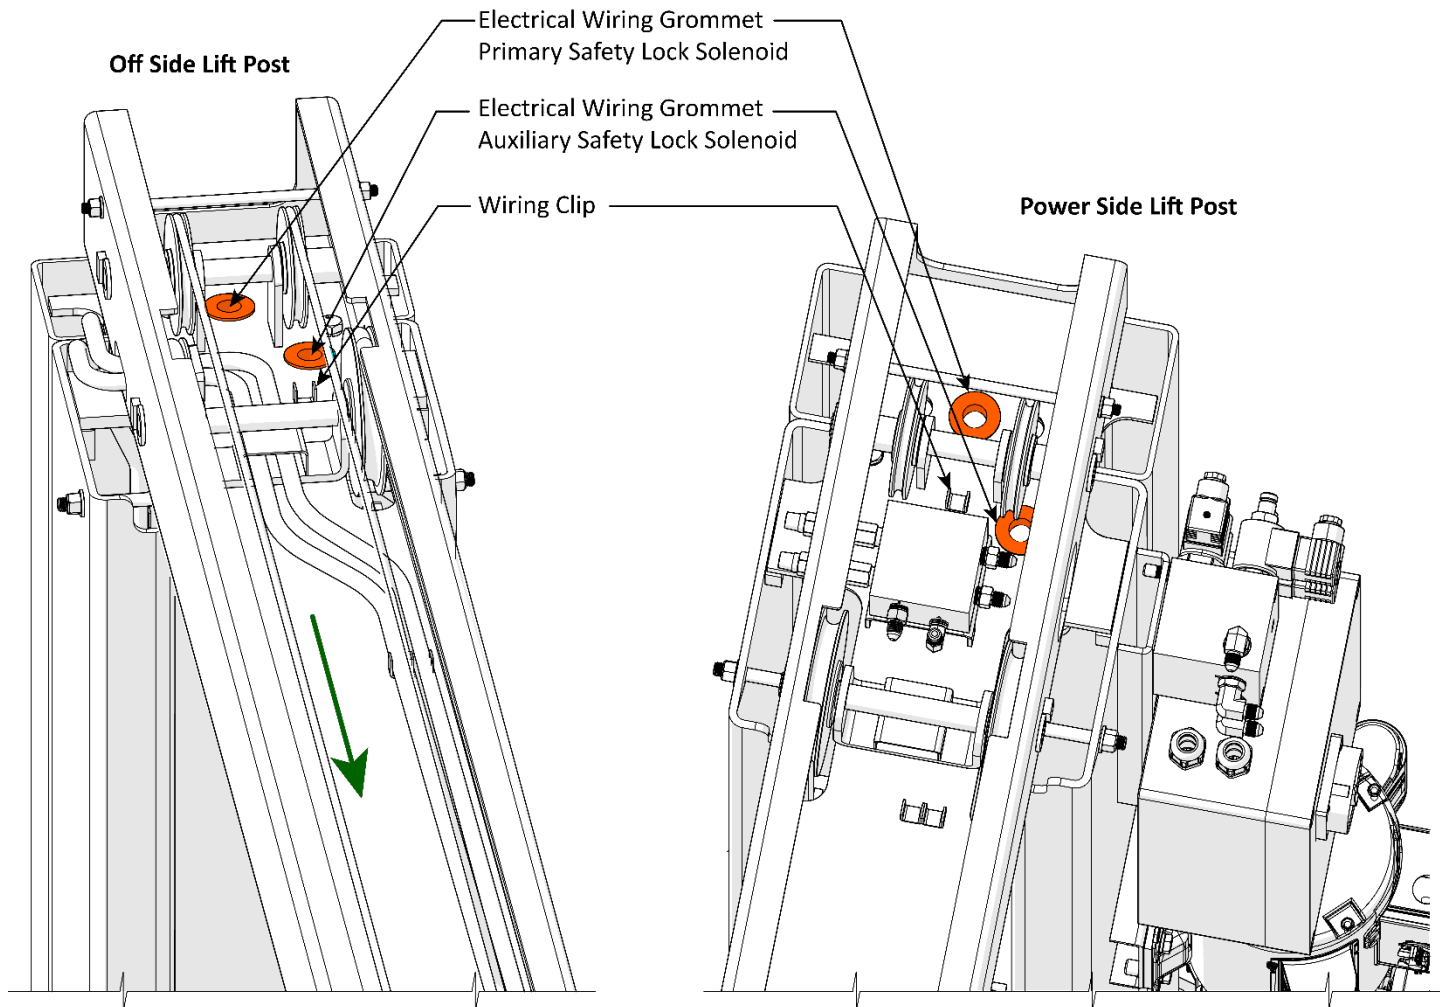 Electrical Wiring Grommet
Primary Safety Lock Solenoid
Off Side Lift Post
Electrical Wiring Grommet
Auxiliary Safety Lock Solenoid
Wiring Clip
Power Side Lift Post